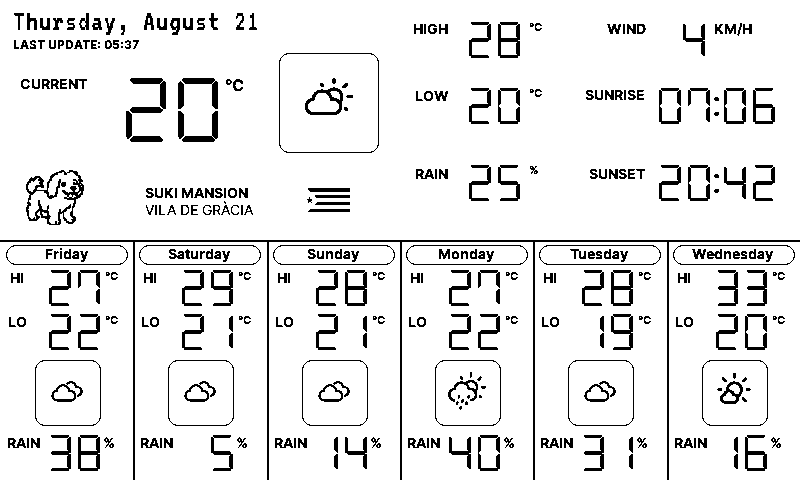 Thursday, August 21
LAST UPDATE: 05:37
CURRENT 20 °C
SUKI MANSION
VILA DE GRÀCIA
HIGH 28 °C
LOW 20 °C
RAIN 25 %
WIND 4 KM/H
SUNRISE 07:06
SUNSET 20:42
Friday
HI 27 °C
LO 22 °C
RAIN 38 %
Saturday
HI 29 °C
LO 21 °C
RAIN 5 %
Sunday
HI 28 °C
LO 21 °C
RAIN 14 %
Monday
HI 27 °C
LO 22 °C
RAIN 40 %
Tuesday
HI 28 °C
LO 19 °C
RAIN 31 %
Wednesday
HI 33 °C
LO 20 °C
RAIN 16 %